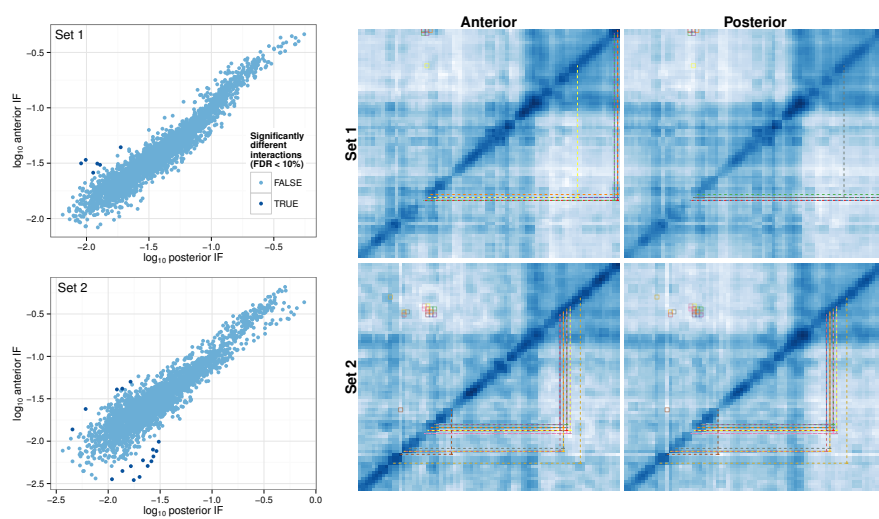 Anterior
Posterior
Set 1
−0.5
−1.0
−1.5
−2.0
log10 anterior IF
Significantly
different
interactions
(FDR < 10%)
FALSE
TRUE
−2.0
−1.5
−1.0
−0.5
log10 posterior IF
Set 1
Set 2
−0.5
−1.0
−1.5
−2.0
−2.5
log10 anterior IF
−2.5
−2.0
−1.5
−1.0
−0.5
0.0
log10 posterior IF
Set 2